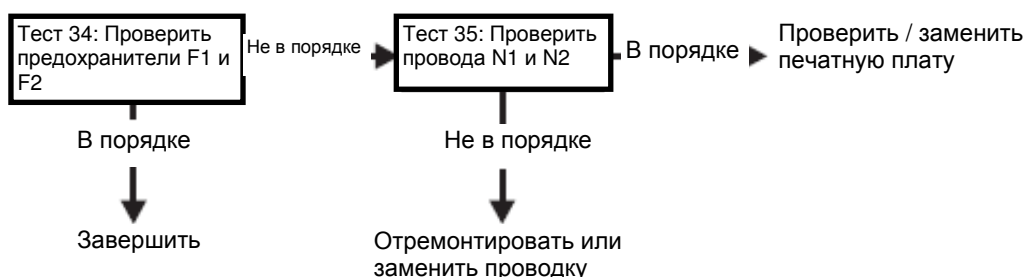 Тест 34: Проверить
предохранители F1 и
F2
Не в порядке
Тест 35: Проверить
провода N1 и N2
В порядке
Проверить / заменить
печатную плату
В порядке
Не в порядке
Завершить
Отремонтировать или
заменить проводку